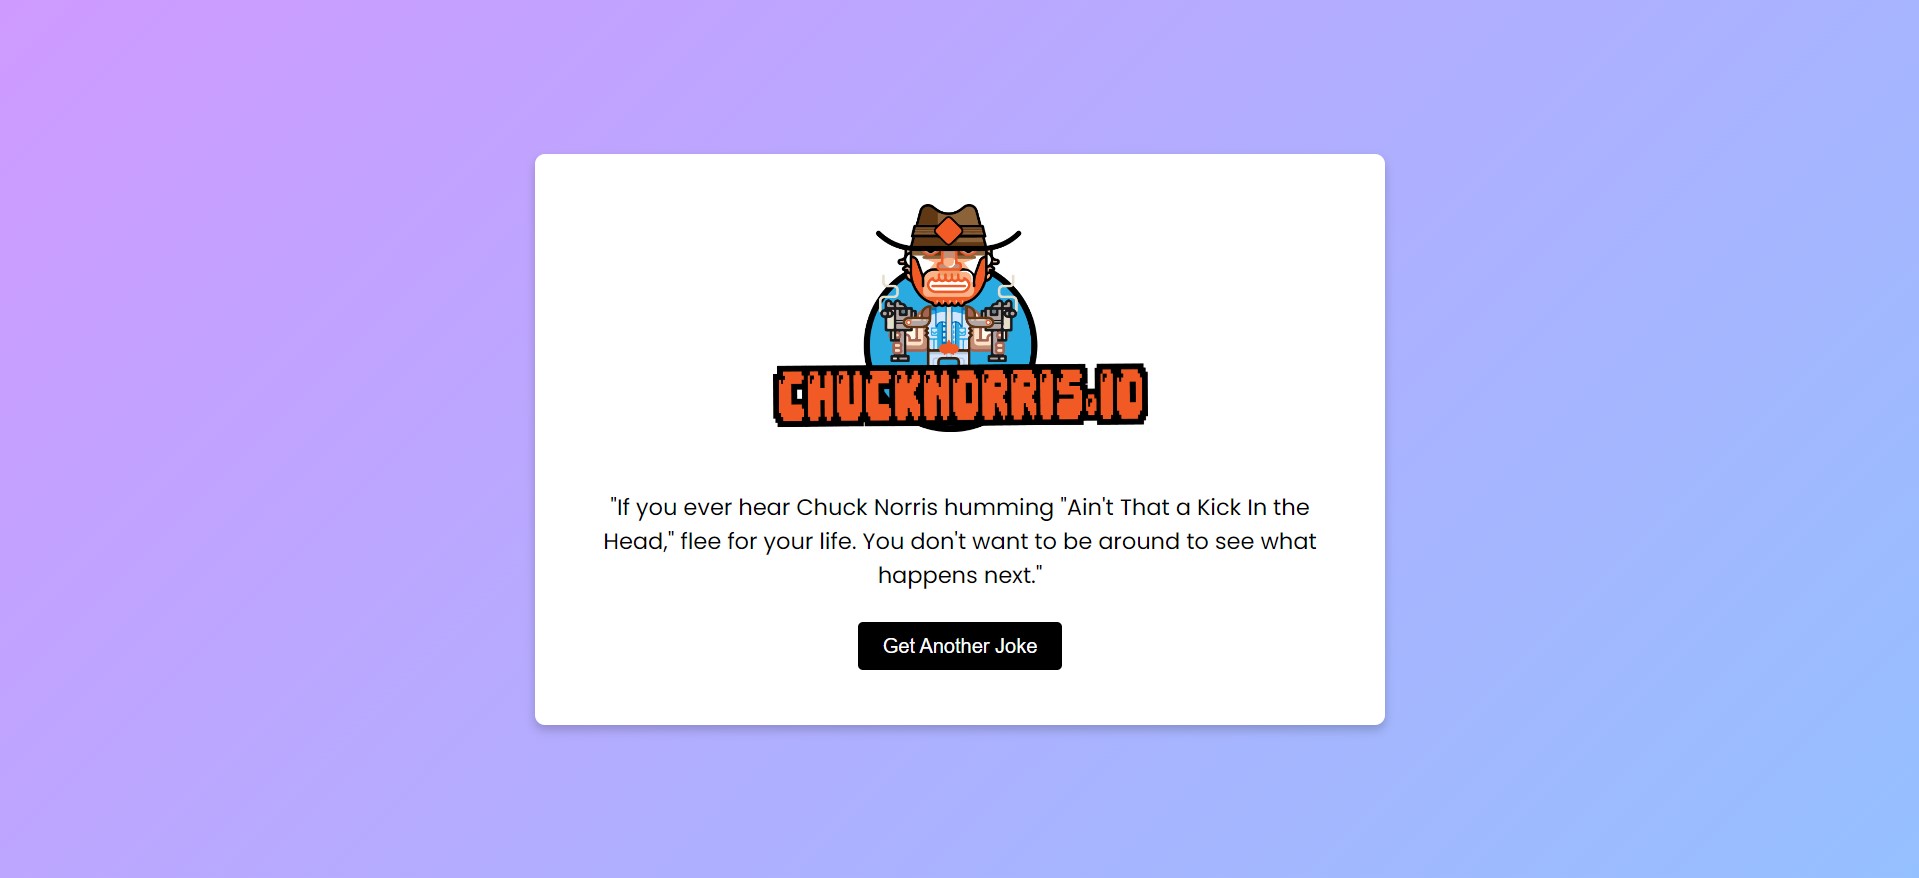 CHUCKNORRIS.IO
"If you ever hear Chuck Norris humming "Ain't That a Kick In the
Head," flee for your life. You don't want to be around to see what
happens next."
Get Another Joke